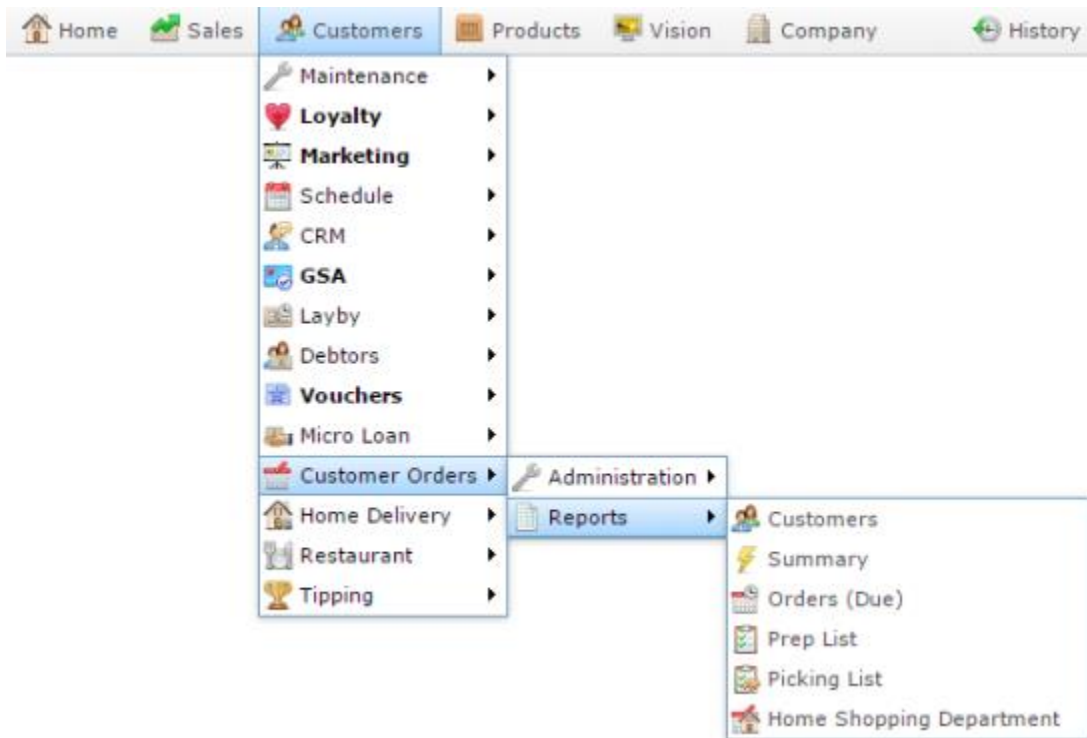 Home Sales Customers Products Vision Company History
Maintenance
Loyalty
Marketing
Schedule
CRM
GSA
Layby
Debtors
Vouchers
Micro Loan
Customer Orders Administration
Home Delivery Reports Customers
Restaurant Summary
Tipping Orders (Due)
Prep List
Picking List
Home Shopping Department